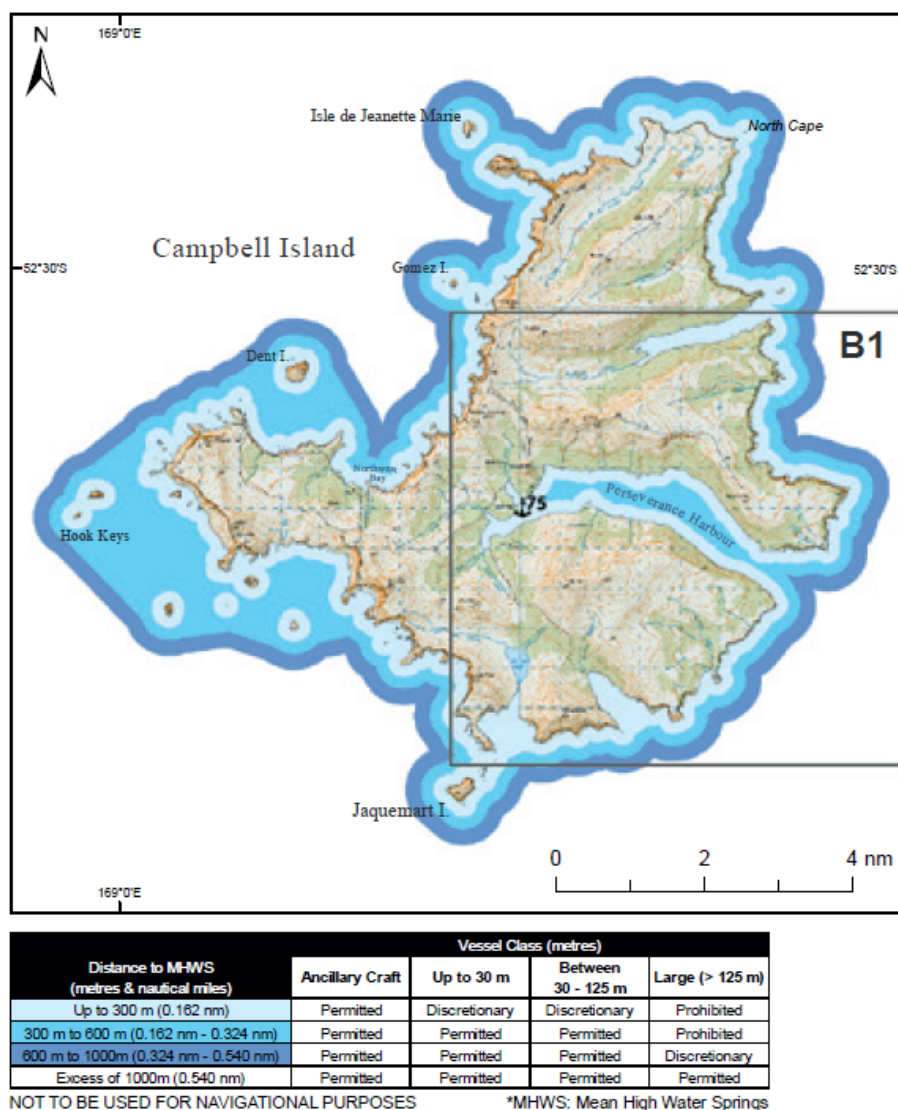 169°0'E
N
Isle de Jeanette Marie
North Cape
Campbell Island
52°30'S
Gomez I.
52°30'S
B1
Dent I.
Northwest
Bay
75
Perseverance Harbour
Hook Keys
Jaquemart I.
0 2 4 nm
169°0'E
Vessel Class (metres)
Distance to MHWS
(metres & nautical miles)
Ancillary Craft
Up to 30 m
Between
30 - 125 m
Large (> 125 m)
Up to 300 m (0.162 nm) Permitted Discretionary Discretionary Prohibited
300 m to 600 m (0.162 nm - 0.324 nm) Permitted Permitted Permitted Prohibited
600 m to 1000m (0.324 nm - 0.540 nm) Permitted Permitted Permitted Discretionary
Excess of 1000m (0.540 nm) Permitted Permitted Permitted Permitted
NOT TO BE USED FOR NAVIGATIONAL PURPOSES *MHWS: Mean High Water Springs